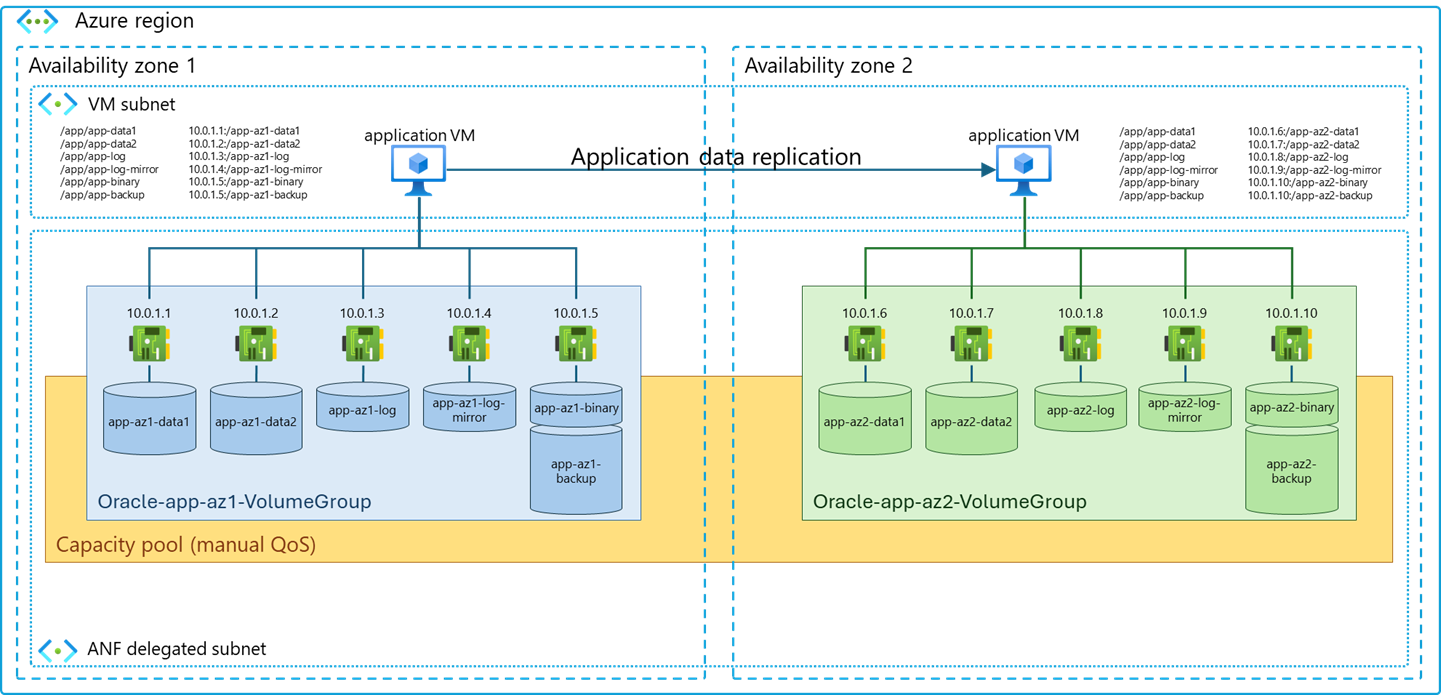 Azure region
Availability zone 1
Availability zone 2
VM subnet
/app/app-data1 10.0.1.1:/app-az1-data1
/app/app-data2 10.0.1.2:/app-az1-data2
/app/app-log 10.0.1.3:/app-az1-log
/app/app-log-mirror 10.0.1.4:/app-az1-log-mirror
/app/app-binary 10.0.1.5:/app-az1-binary
/app/app-backup 10.0.1.5:/app-az1-backup
application VM
Application data replication
application VM
/app/app-data1 10.0.1.6:/app-az2-data1
/app/app-data2 10.0.1.7:/app-az2-data2
/app/app-log 10.0.1.8:/app-az2-log
/app/app-log-mirror 10.0.1.9:/app-az2-log-mirror
/app/app-binary 10.0.1.10:/app-az2-binary
/app/app-backup 10.0.1.10:/app-az2-backup
10.0.1.1 10.0.1.2 10.0.1.3 10.0.1.4 10.0.1.5
app-az1-data1
app-az1-data2
app-az1-log
app-az1-log-
mirror
app-az1-binary
app-az1-
backup
Oracle-app-az1-VolumeGroup
10.0.1.6 10.0.1.7 10.0.1.8 10.0.1.9 10.0.1.10
app-az2-data1
app-az2-data2
app-az2-log
app-az2-log-
mirror
app-az2-binary
app-az2-
backup
Oracle-app-az2-VolumeGroup
Capacity pool (manual QoS)
ANF delegated subnet